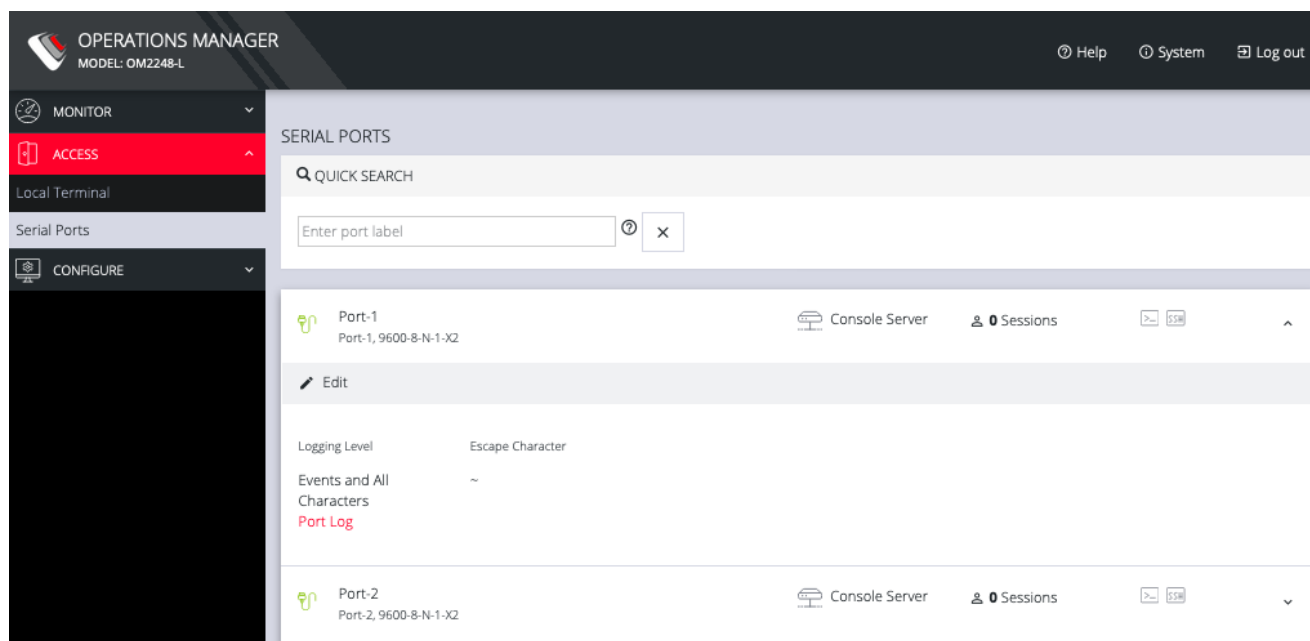 OPERATIONS MANAGER
MODEL: OM2248-L
Help System Log out
MONITOR
ACCESS
Local Terminal
Serial Ports
CONFIGURE
SERIAL PORTS
QUICK SEARCH
Enter port label
Port-1
Port-1, 9600-8-N-1-X2
Console Server
0 Sessions
>_ SSH
Edit
Logging Level Escape Character
Events and All ~
Characters
Port Log
Port-2
Port-2, 9600-8-N-1-X2
Console Server
0 Sessions
>_ SSH